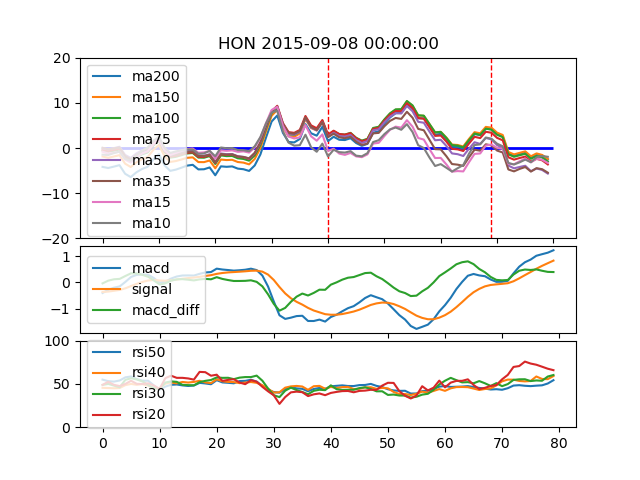 HON 2015-09-08 00:00:00
20
10
0
−10
−20
ma200
ma150
ma100
ma75
ma50
ma35
ma15
ma10
1
0
−1
macd
signal
macd_diff
100
50
0
rsi50
rsi40
rsi30
rsi20
0 10 20 30 40 50 60 70 80